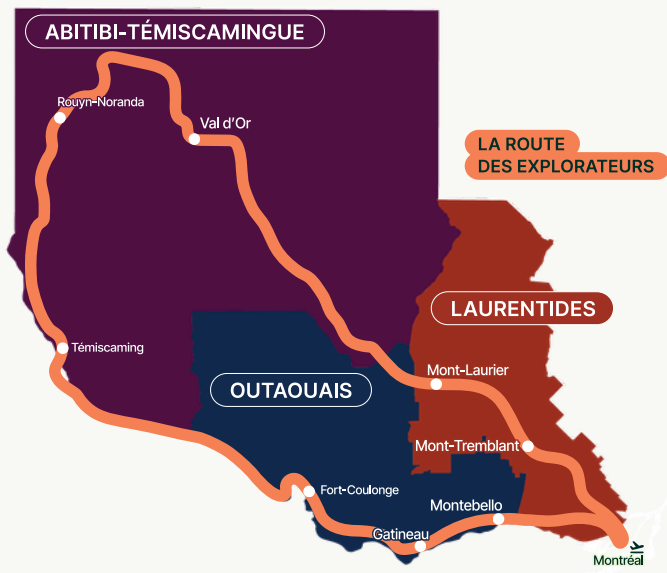 ABITIBI-TÉMISCAMINGUE
Rouyn-Noranda
Val d’Or
LA ROUTE
DES EXPLORATEURS
LAURENTIDES
Témiscaming
Mont-Laurier
OUTAOUAIS
Mont-Tremblant
Fort-Coulonge
Montebello
Gatineau
Montréal